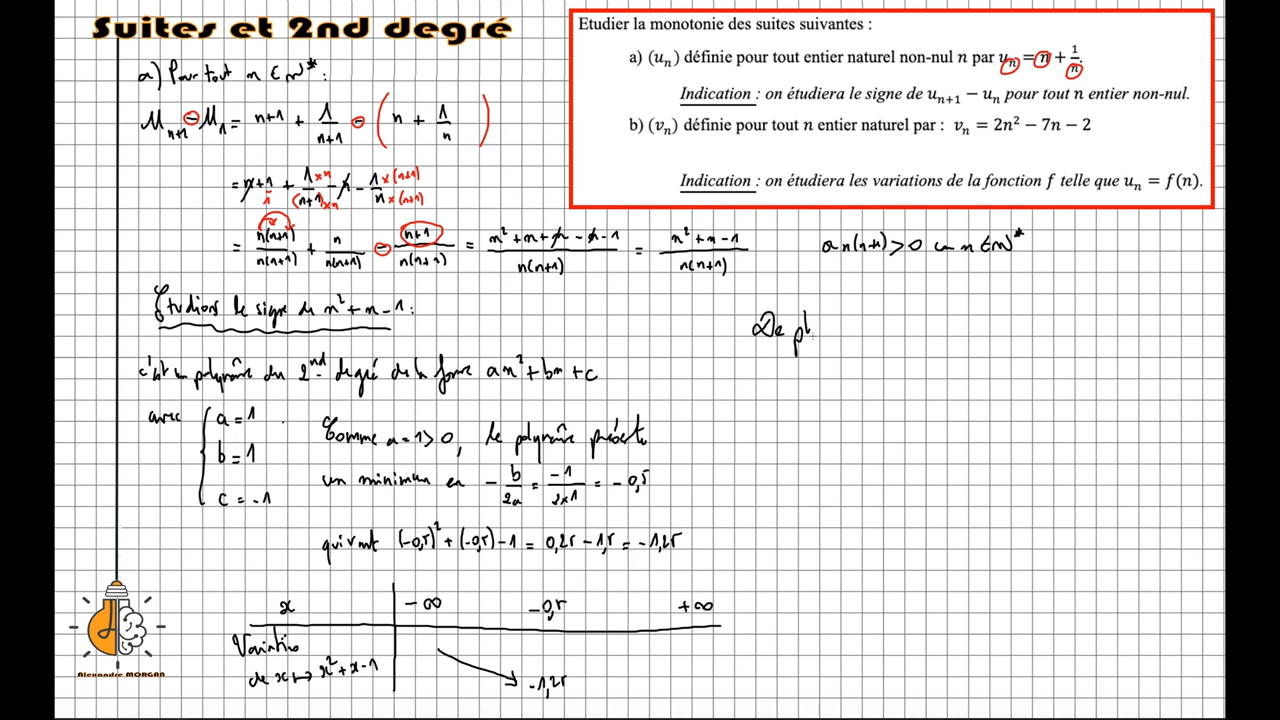 Suites et 2nd degré
Etudier la monotonie des suites suivantes :
a) (uₙ) définie pour tout entier naturel non-nul n par uₙ = n + 1/n.
Indication : on étudiera le signe de uₙ₊₁ − uₙ pour tout n entier non-nul.
b) (vₙ) définie pour tout n entier naturel par : vₙ = 2n² − 7n − 2
Indication : on étudiera les variations de la fonction f telle que uₙ = f(n).
a) Pour tout n ∈ ℕ* :
Uₙ₊₁ − U₁ = n+1 + 1/(n+1) − (n + 1/n)
= n+1 + 1×n/(n+1)×n − n − 1×(n+1)/n×(n+1)
= n(n+1)/n(n+1) + n/n(n+1) − n+1/n(n+1) = n²+n+n−n−1/n(n+1) = n²+n−1/n(n+1)
or n(n+1) > 0 car n ∈ ℕ*
Etudions le signe de n²+n−1 :
c'est un polynôme du 2nd degré de la forme an²+bn+c
avec { a = 1
b = 1
c = -1
Comme a = 1 > 0, le polynôme présente
un minimum en − b/2a = −1/2×1 = −0,5
qui vaut (−0,5)² + (−0,5) − 1 = 0,25 − 1,5 = −1,25
x −∞ −0,5 +∞
Variations
de x ↦ x²+x−1
−1,25
De pl
Alexandre MORGAN